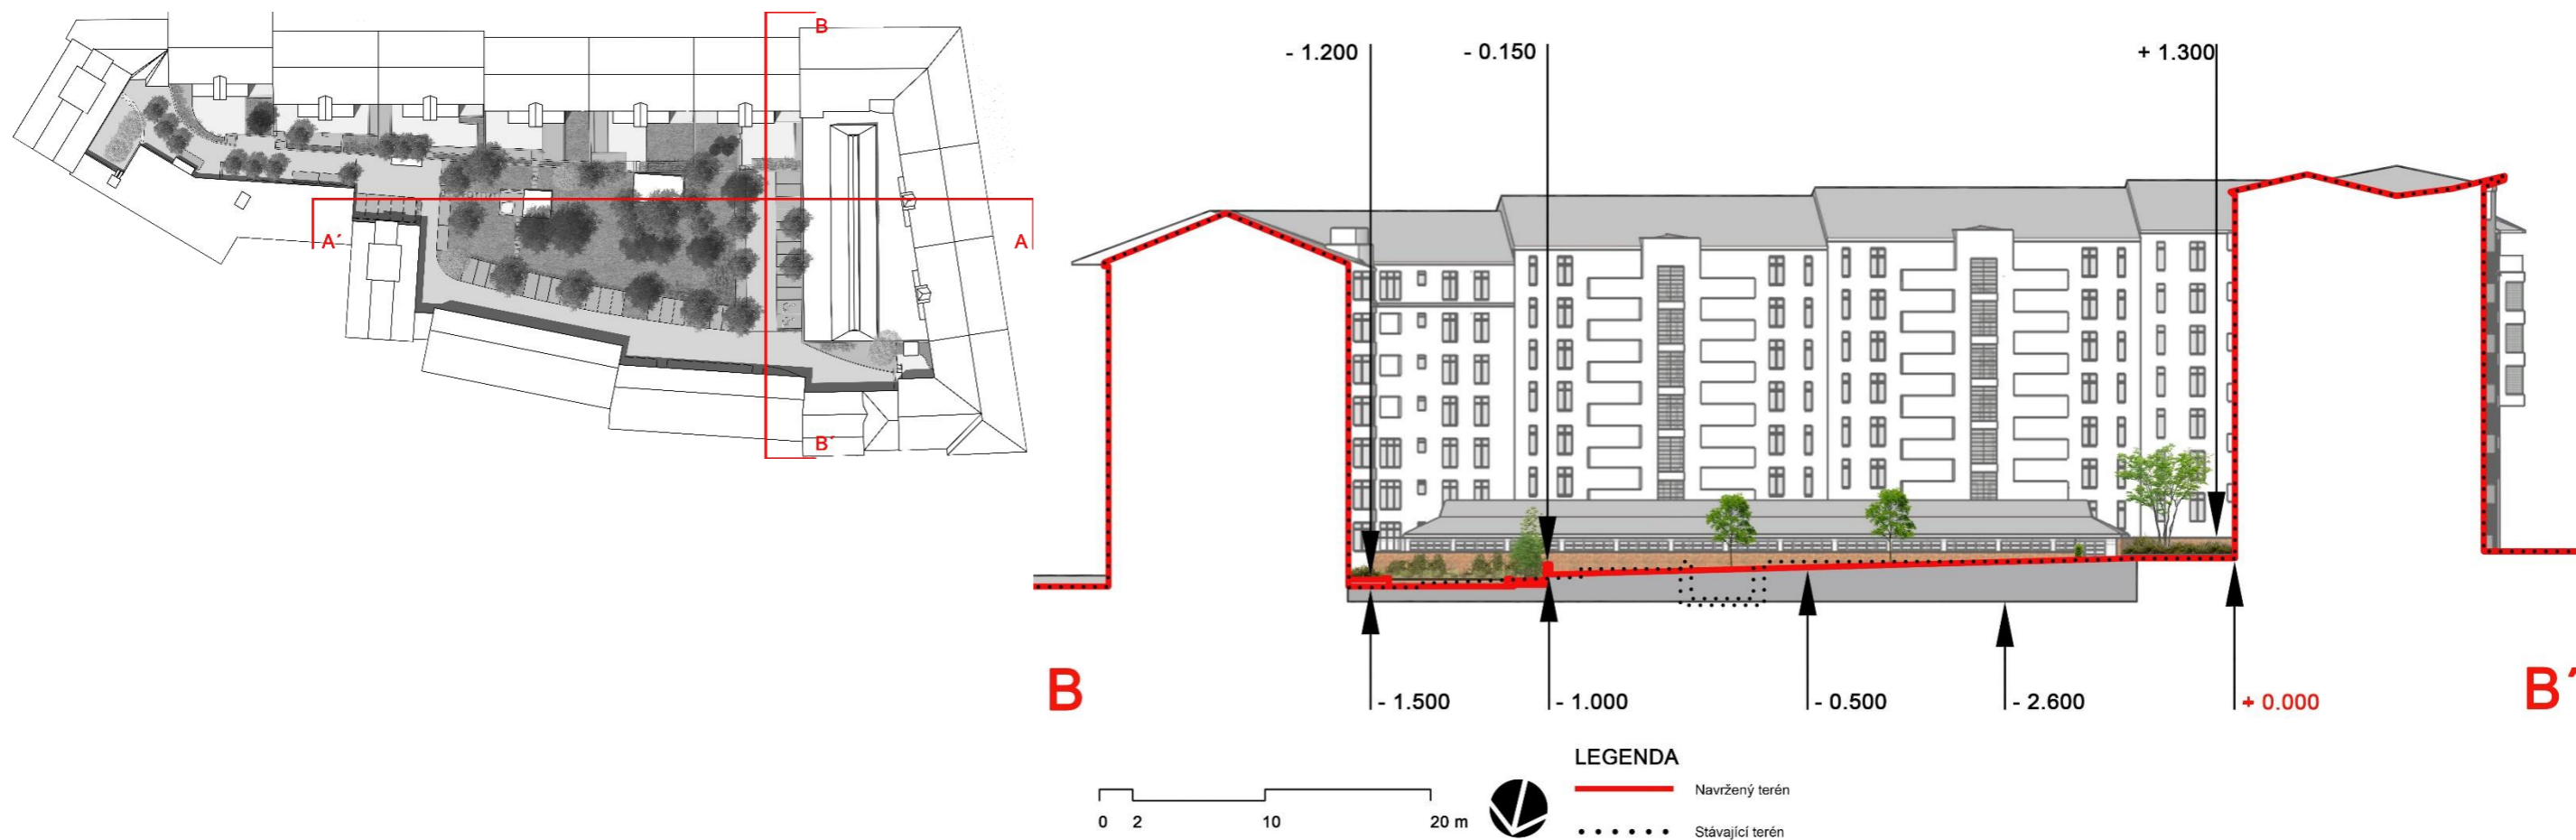 B
A´
A
B´
- 1.200
- 0.150
+ 1.300
B
- 1.500
- 1.000
- 0.500
- 2.600
+ 0.000
B´
LEGENDA
Navržený terén
0 2 10 20 m
Stávající terén